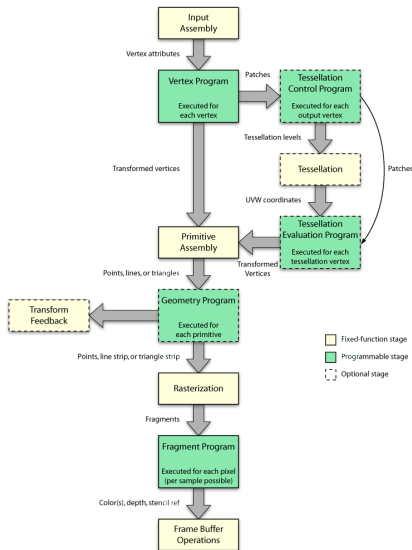 Input
Assembly
Vertex attributes
Vertex Program
Executed for
each vertex
Patches
Tessellation
Control Program
Executed for each
output vertex
Tessellation levels
Tessellation
Patches
UVW coordinates
Tessellation
Evaluation Program
Executed for each
tessellation vertex
Transformed vertices
Transformed
Vertices
Primitive
Assembly
Points, lines, or triangles
Geometry Program
Executed for
each primitive
Transform
Feedback
Points, line strip, or triangle strip
Rasterization
Fragments
Fragment Program
Executed for each pixel
(per sample possible)
Color(s), depth, stencil ref
Frame Buffer
Operations
Fixed-function stage
Programmable stage
Optional stage